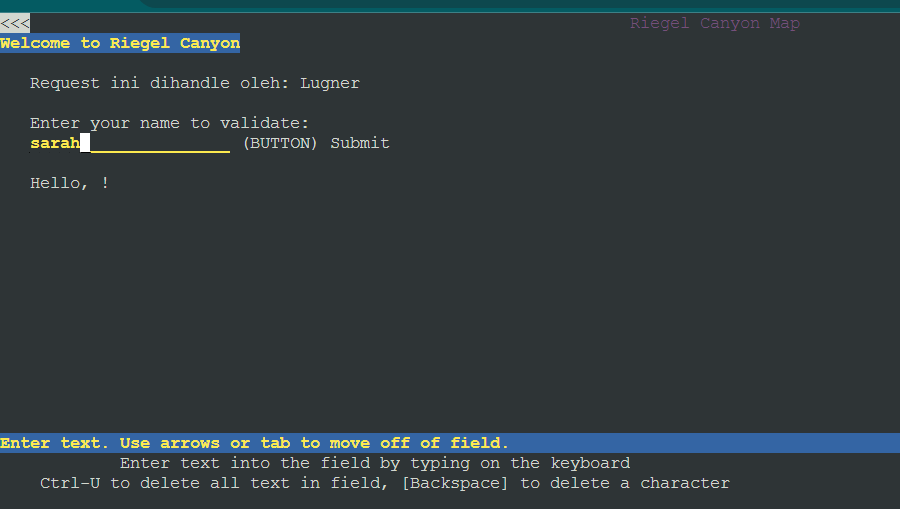 <<< Riegel Canyon Map
Welcome to Riegel Canyon
Request ini dihandle oleh: Lugner
Enter your name to validate:
sarah_______________ (BUTTON) Submit
Hello, !
Enter text. Use arrows or tab to move off of field.
Enter text into the field by typing on the keyboard
Ctrl-U to delete all text in field, [Backspace] to delete a character